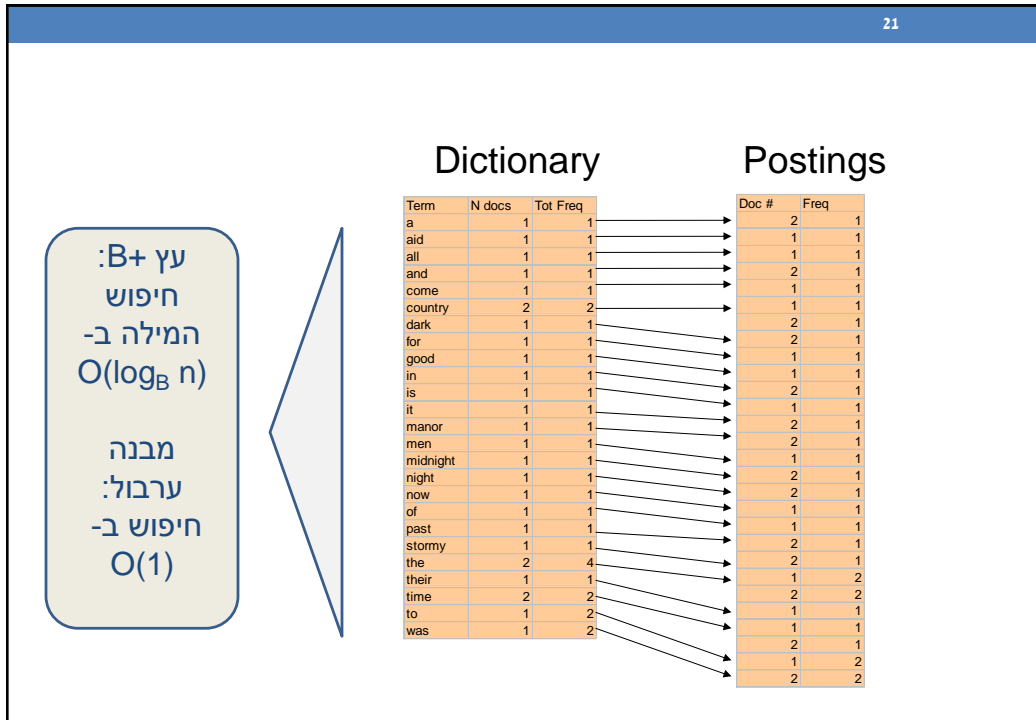 21
Dictionary
Postings
עץ B+:
חיפוש
המילה ב-
O(log_B n)
מבנה
ערבול:
חיפוש ב-
O(1)
Term N docs Tot Freq
a 1 1
aid 1 1
all 1 1
and 1 1
come 1 1
country 2 2
dark 1 1
for 1 1
good 1 1
in 1 1
is 1 1
it 1 1
manor 1 1
men 1 1
midnight 1 1
night 1 1
now 1 1
of 1 1
past 1 1
stormy 1 1
the 2 4
their 1 1
time 2 2
to 1 2
was 1 2
Doc # Freq
2 1
1 1
1 1
2 1
1 1
1 1
2 1
2 1
1 1
1 1
2 1
1 1
2 1
2 1
1 1
2 1
2 1
1 1
1 1
2 1
2 1
1 2
2 2
1 1
1 1
2 1
1 2
2 2